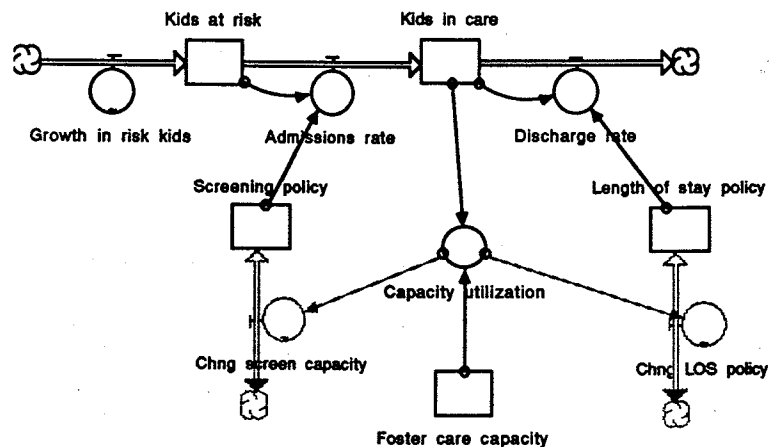 Kids at risk
Kids in care
Growth in risk kids
Admissions rate
Discharge rate
Screening policy
Length of stay policy
Capacity utilization
Chng screen capacity
Chng LOS policy
Foster care capacity